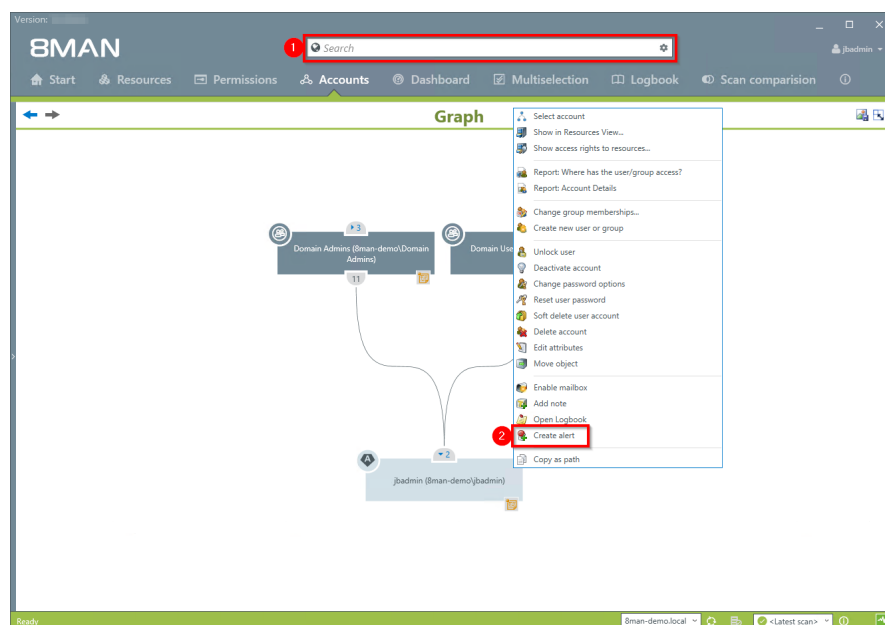 Version:
8MAN
1
Search
jbadmin
Start
Resources
Permissions
Accounts
Dashboard
Multiselection
Logbook
Scan comparision
Graph
Select account
Show in Resources View...
Show access rights to resources...
Report: Where has the user/group access?
Report: Account Details
Change group memberships...
Create new user or group
Unlock user
Deactivate account
Change password options
Reset user password
Soft delete user account
Delete account
Edit attributes
Move object
Enable mailbox
Add note
Open Logbook
2
Create alert
Copy as path
3
Domain Admins (8man-demo\Domain
Admins)
11
Domain Use
2
A
jbadmin (8man-demo\jbadmin)
Ready
8man-demo.local
<Latest scan>